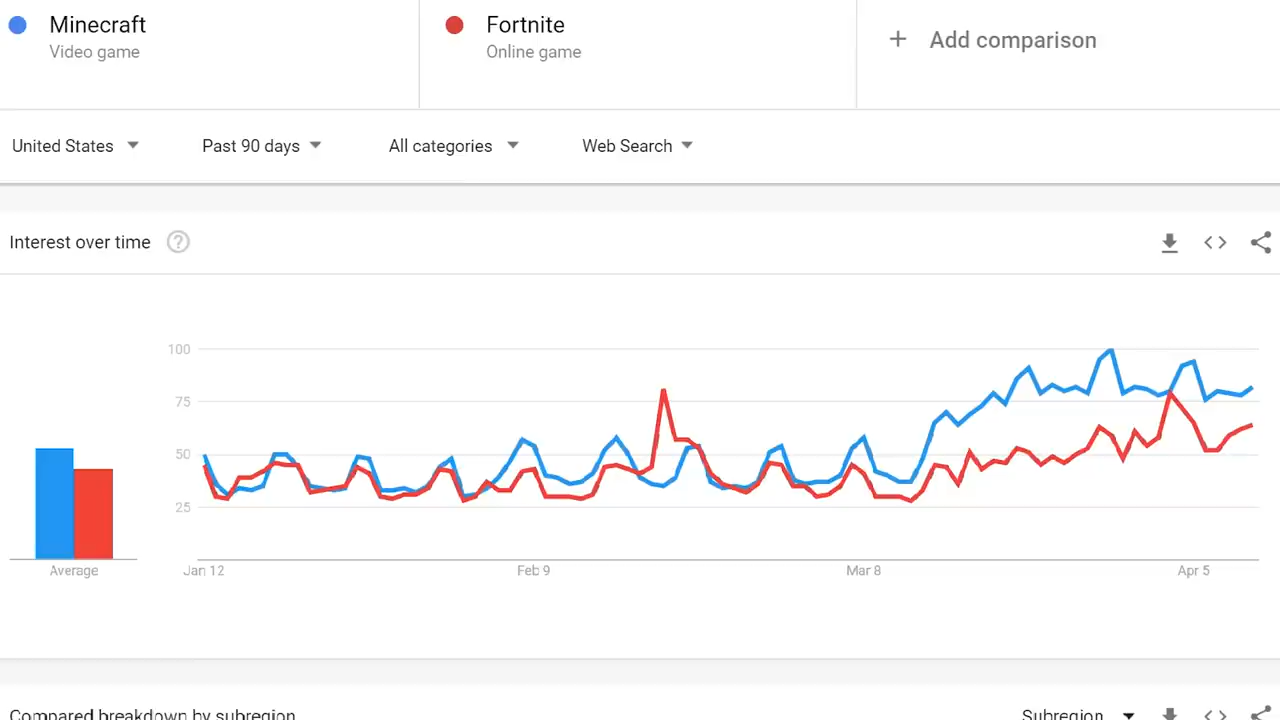 Minecraft
Video game
Fortnite
Online game
+ Add comparison
United States
Past 90 days
All categories
Web Search
Interest over time ?
100
75
50
25
Average
Jan 12
Feb 9
Mar 8
Apr 5
Compared breakdown by subregion
Subregion